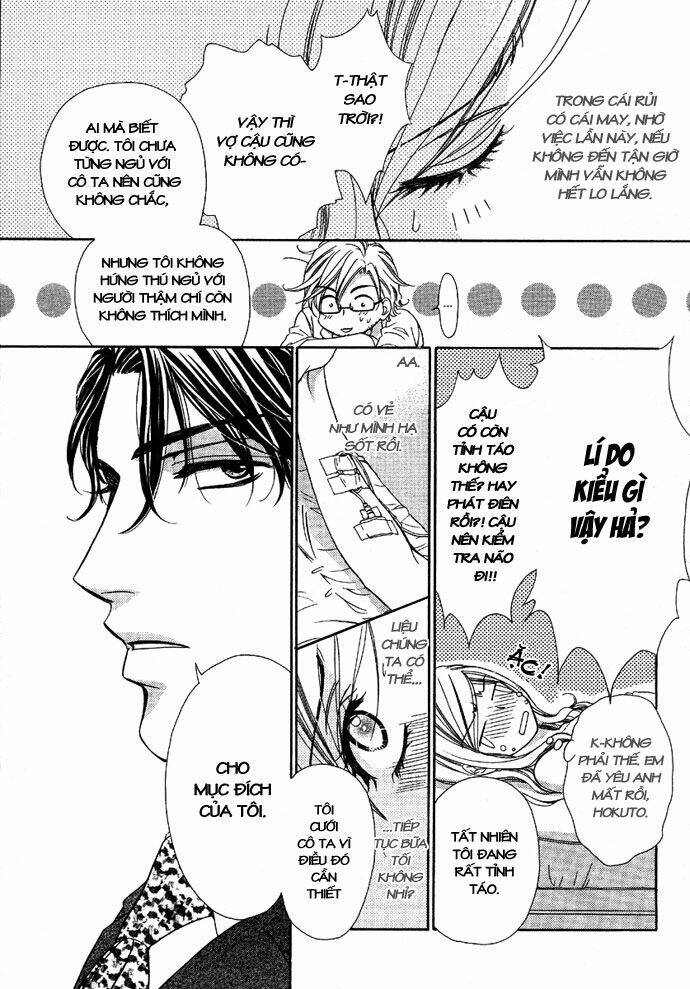 TRONG CÁI RỦI
CÓ CÁI MAY, NHỜ
VIỆC LẦN NÀY, NẾU
KHÔNG ĐẾN TẬN GIỜ
MÌNH VẪN KHÔNG
HẾT LO LẮNG.
T-THẬT
SAO
TRỜI?!
VẬY THÌ
VỢ CẬU CŨNG
KHÔNG CÓ-
AI MÀ BIẾT
ĐƯỢC. TÔI CHƯA
TỪNG NGỦ VỚI
CÔ TA NÊN CŨNG
KHÔNG CHẮC,
NHƯNG TÔI KHÔNG
HỨNG THÚ NGỦ VỚI
NGƯỜI THẬM CHÍ CÒN
KHÔNG THÍCH MÌNH.
....
LÍ DO
KIỂU GÌ
VẬY HẢ?
CẬU
CÓ CÒN
TỈNH TÁO
KHÔNG
THẾ? HAY
PHÁT ĐIÊN
RỒI?! CẬU
NÊN KIỂM
TRA NÃO
ĐI!!
ẶC!
K-KHÔNG
PHẢI THẾ. EM
ĐÃ YÊU ANH
MẤT RỒI,
HOKUTO.
TẤT NHIÊN
TÔI ĐANG
RẤT TỈNH
TÁO.
AA.
CÓ VẺ
NHƯ MÌNH HẠ
SỐT RỒI.
LIỆU
CHÚNG
TA CÓ
THỂ...
...TIẾP
TỤC BỮA
TỐI
KHÔNG
NHỈ?
TÔI
CƯỚI
CÔ TA VÌ
ĐIỀU ĐÓ
CẦN
THIẾT
CHO
MỤC ĐÍCH
CỦA TÔI.